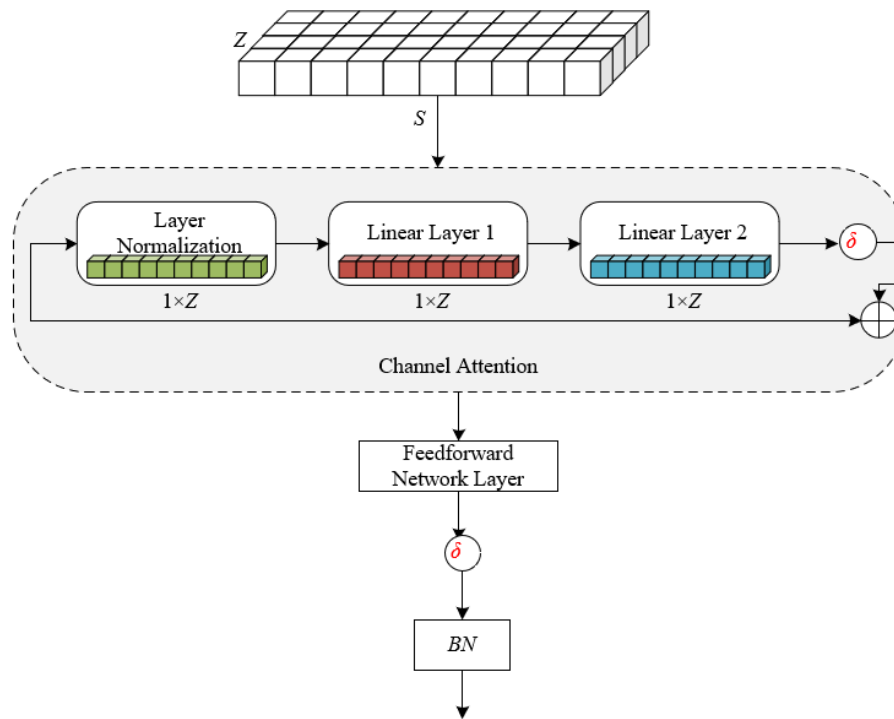 Z
S
Layer
Normalization
Linear Layer 1
Linear Layer 2
δ
1×Z
1×Z
1×Z
Channel Attention
Feedforward
Network Layer
δ
BN